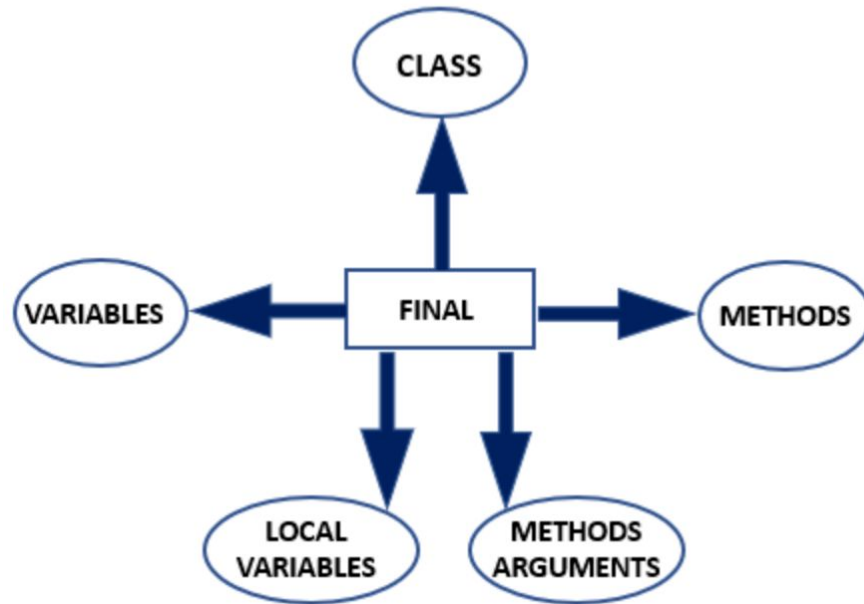 CLASS
VARIABLES
FINAL
METHODS
LOCAL
VARIABLES
METHODS
ARGUMENTS